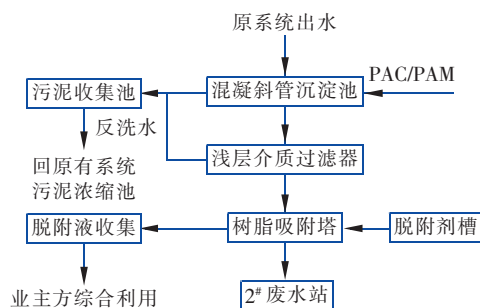 原系统出水
PAC/PAM
污泥收集池
混凝斜管沉淀池
反洗水
回原有系统
污泥浓缩池
浅层介质过滤器
脱附液收集
树脂吸附塔
脱附剂槽
业主方综合利用
2# 废水站